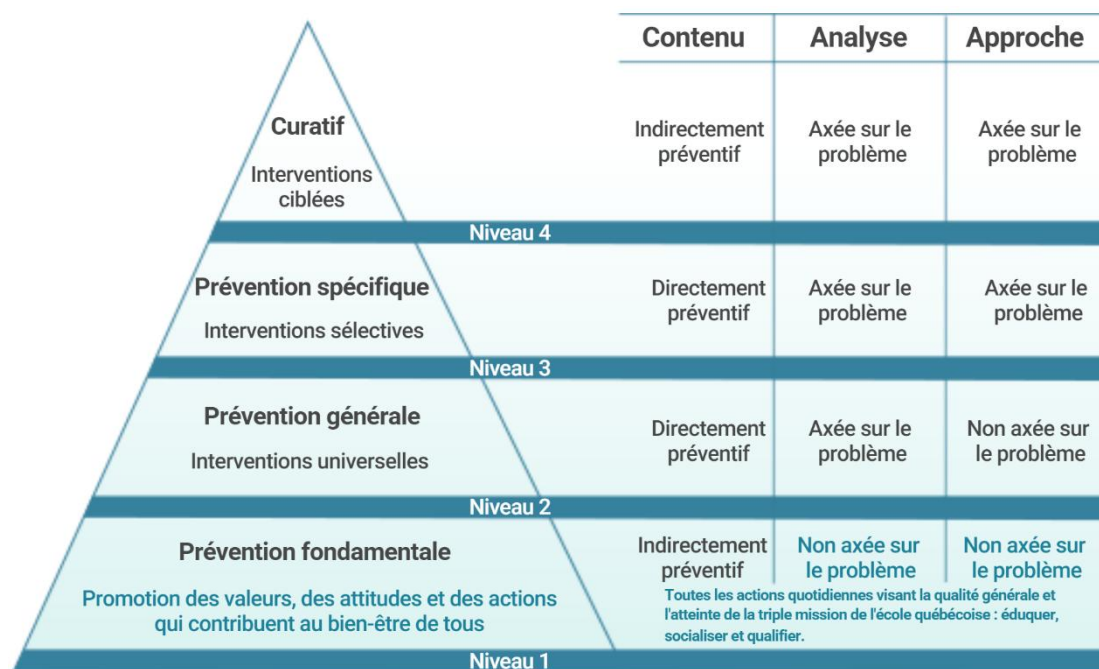 Contenu
Analyse
Approche
Curatif
Interventions
ciblées
Indirectement
préventif
Axée sur le
problème
Axée sur le
problème
Niveau 4
Prévention spécifique
Interventions sélectives
Directement
préventif
Axée sur le
problème
Axée sur le
problème
Niveau 3
Prévention générale
Interventions universelles
Directement
préventif
Axée sur le
problème
Non axée sur
le problème
Niveau 2
Prévention fondamentale
Promotion des valeurs, des attitudes et des actions
qui contribuent au bien-être de tous
Indirectement
préventif
Non axée sur
le problème
Non axée sur
le problème
Toutes les actions quotidiennes visant la qualité générale et
l'atteinte de la triple mission de l'école québécoise : éduquer,
socialiser et qualifier.
Niveau 1